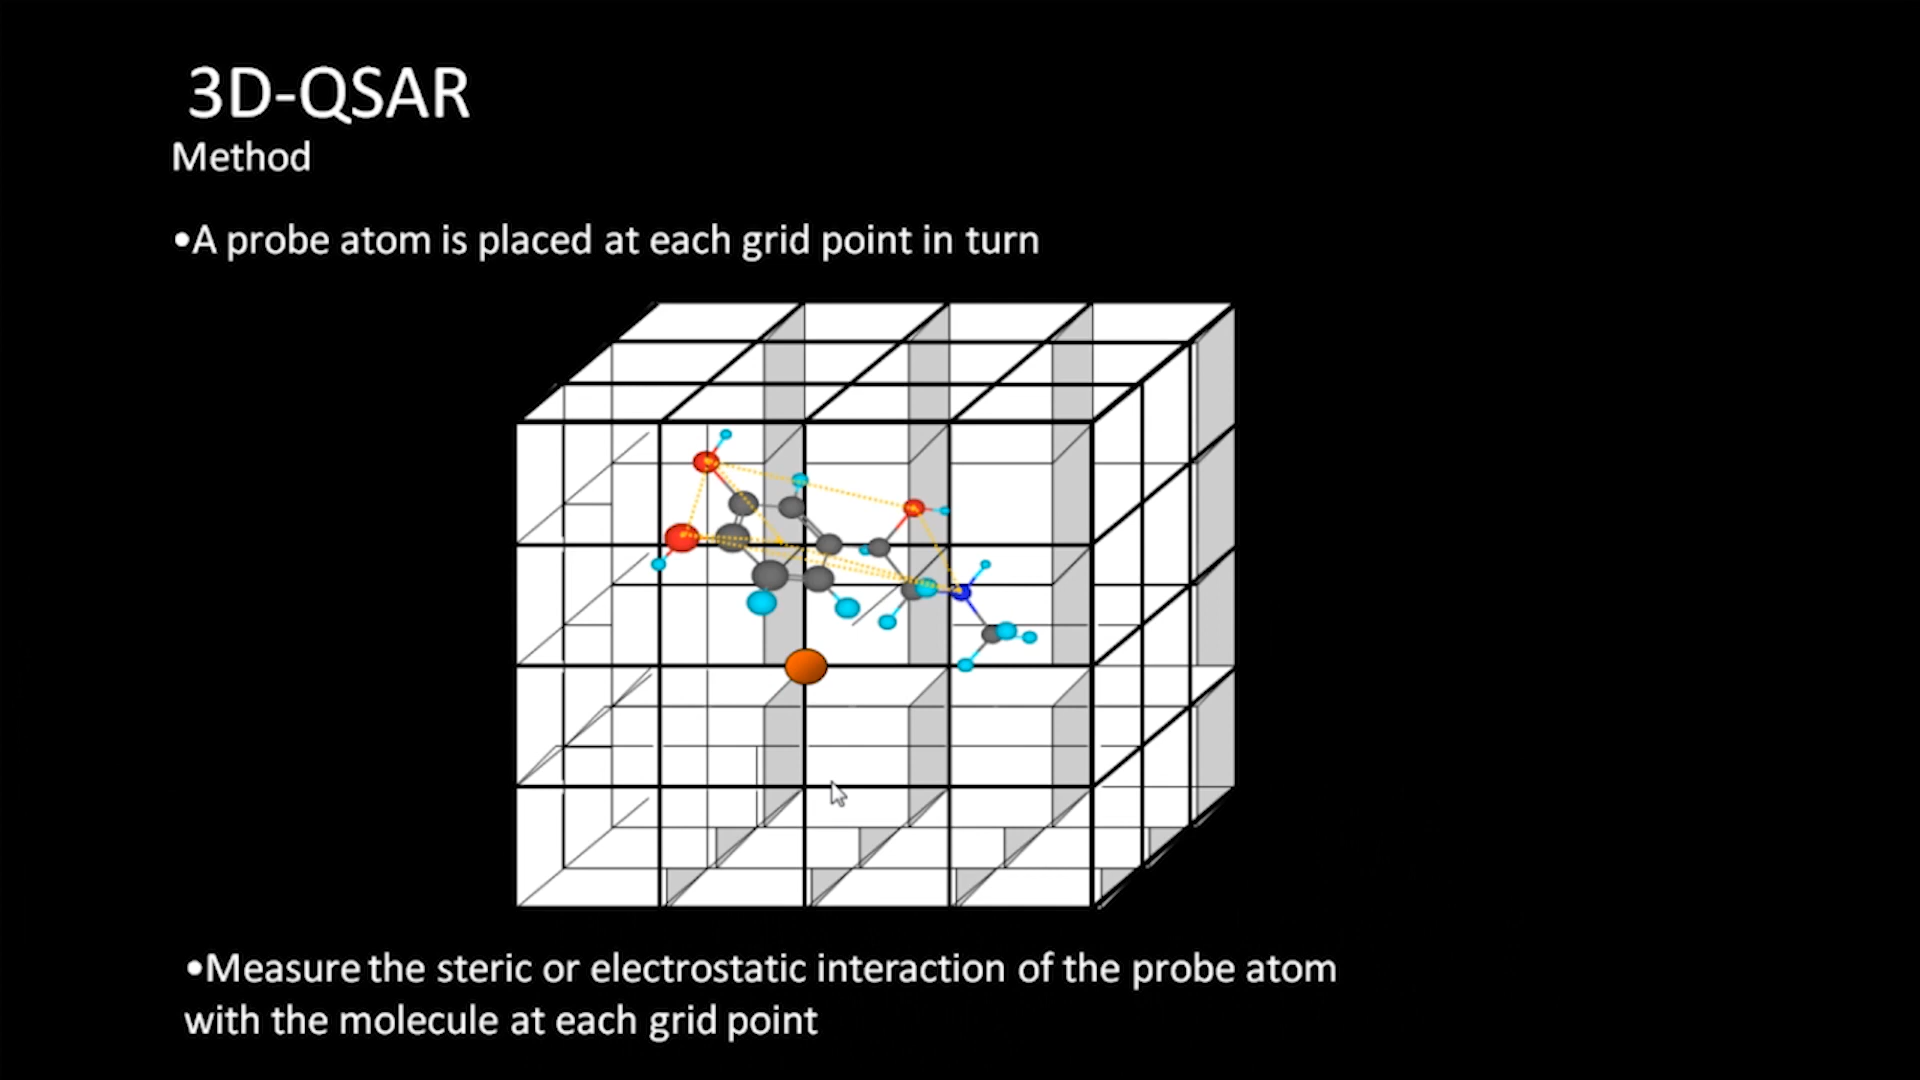 3D-QSAR
Method
•A probe atom is placed at each grid point in turn
•Measure the steric or electrostatic interaction of the probe atom
with the molecule at each grid point